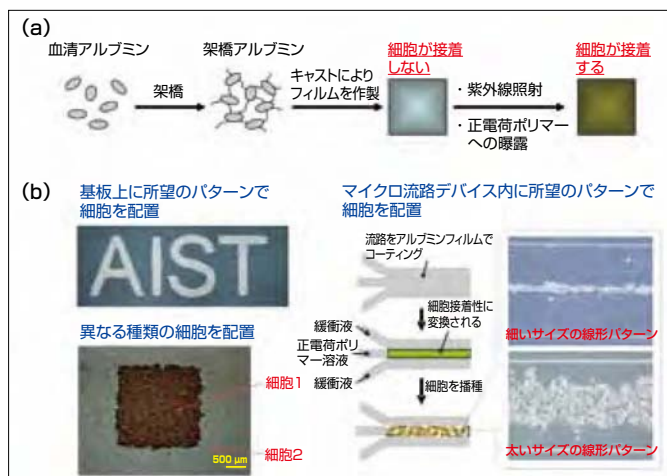 (a)
血清アルブミン
架橋
架橋アルブミン
キャストにより
フィルムを作製
細胞が接着
しない
・紫外線照射
・正電荷ポリマー
への曝露
細胞が接着
する
(b)
基板上に所望のパターンで
細胞を配置
AIST
異なる種類の細胞を配置
細胞1
細胞2
500 μm
マイクロ流路デバイス内に所望のパターンで
細胞を配置
流路をアルブミンフィルムで
コーティング
細胞接着性に
変換される
緩衝液
正電荷ポリ
マー溶液
緩衝液
細胞を播種
細いサイズの線形パターン
太いサイズの線形パターン